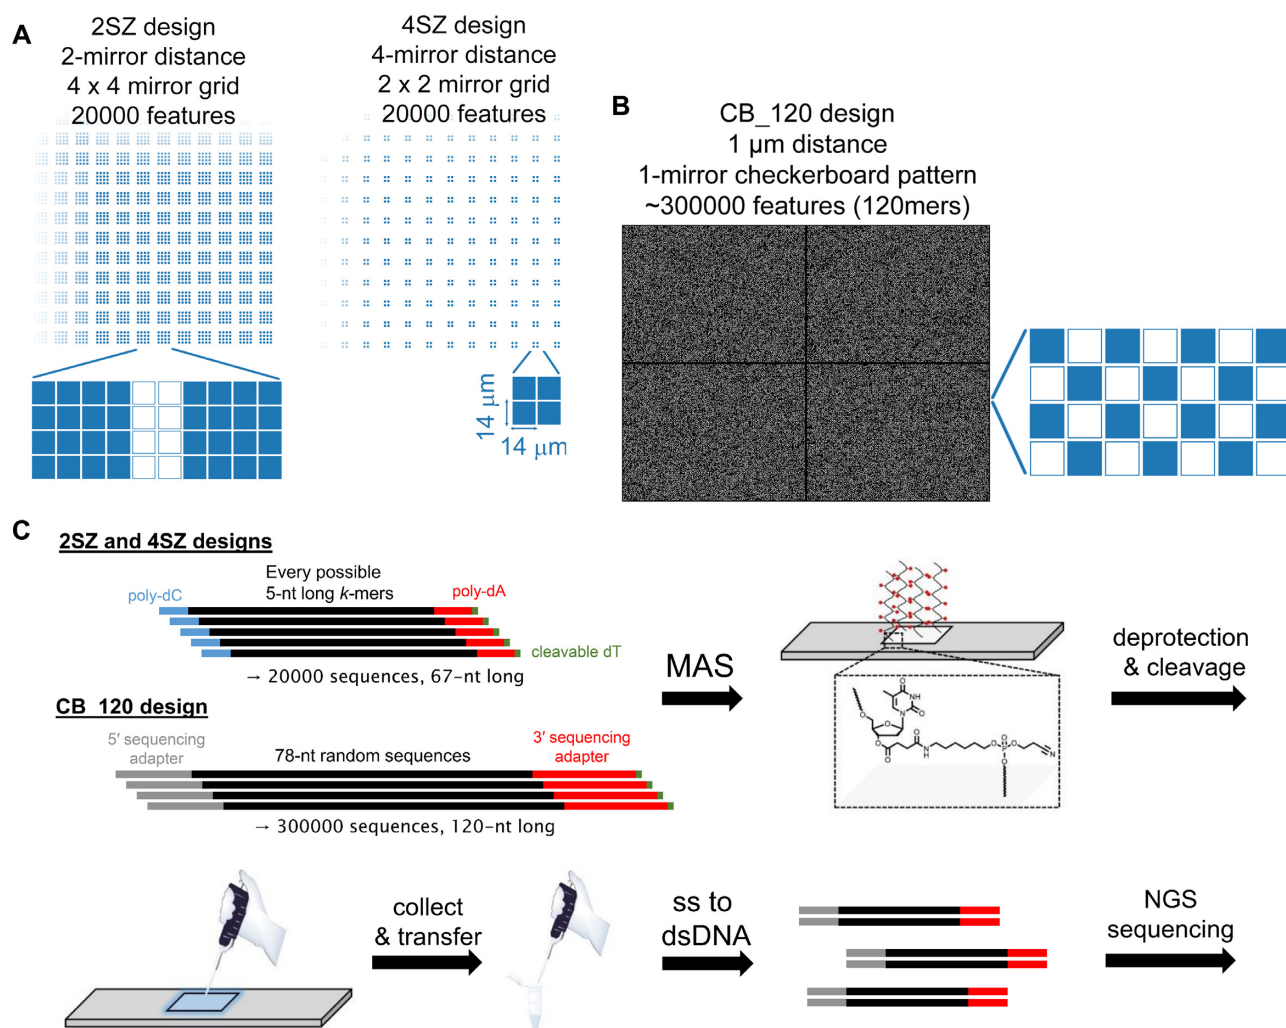 A
2SZ design
2-mirror distance
4 x 4 mirror grid
20000 features
4SZ design
4-mirror distance
2 x 2 mirror grid
20000 features
14 μm
14 μm
B
CB_120 design
1 μm distance
1-mirror checkerboard pattern
~300000 features (120mers)
C
2SZ and 4SZ designs
poly-dC
Every possible
5-nt long k-mers
poly-dA
cleavable dT
→ 20000 sequences, 67-nt long
CB_120 design
5′ sequencing
adapter
78-nt random sequences
3′ sequencing
adapter
→ 300000 sequences, 120-nt long
MAS
O
NH
N
O
O
O
O
O
N
H
O
P
O
O
O
N
deprotection
& cleavage
collect
& transfer
ss to
dsDNA
NGS
sequencing